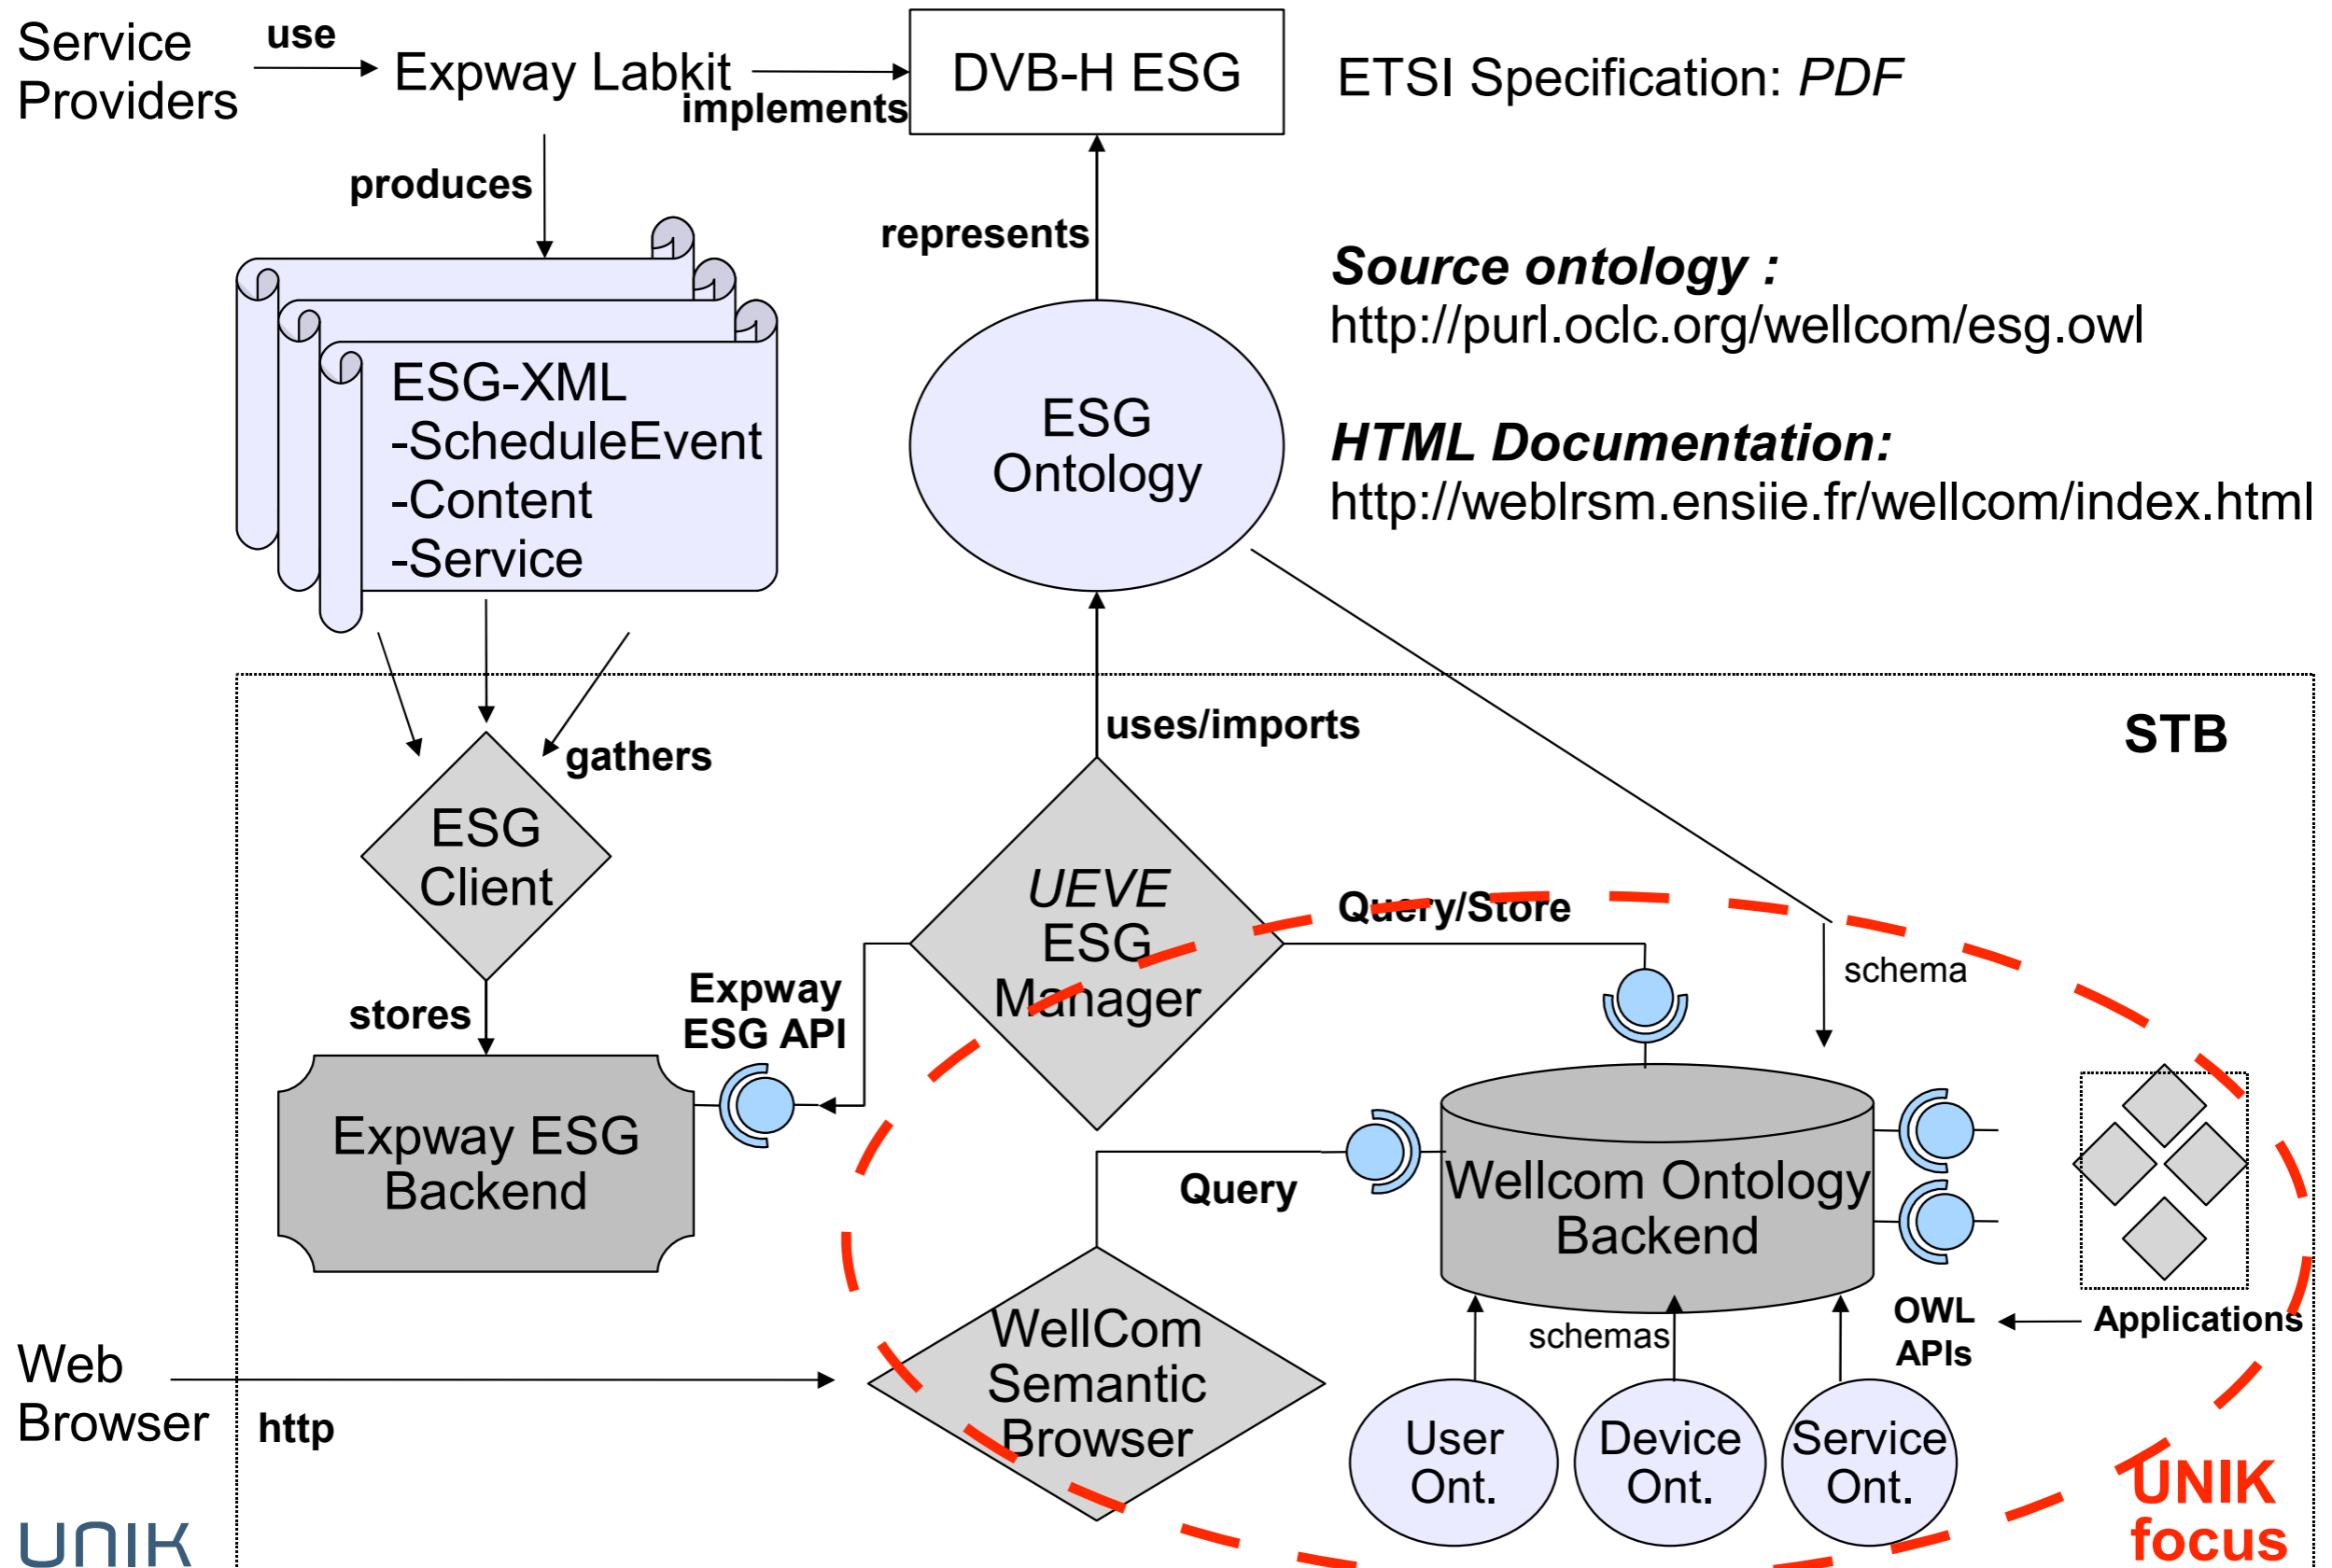 Service
Providers
use
Expway Labkit
implements
DVB-H ESG
ETSI Specification: PDF
produces
represents
Source ontology :
http://purl.oclc.org/wellcom/esg.owl
HTML Documentation:
http://weblrsm.ensiie.fr/wellcom/index.html
ESG-XML
-ScheduleEvent
-Content
-Service
ESG
Ontology
gathers
uses/imports
STB
ESG
Client
UEVE
ESG
Manager
Query/Store
schema
stores
Expway
ESG API
Expway ESG
Backend
Query
Wellcom Ontology
Backend
schemas
OWL
APIs
Applications
Web
Browser
http
WellCom
Semantic
Browser
User
Ont.
Device
Ont.
Service
Ont.
UNIK
focus
UNIK